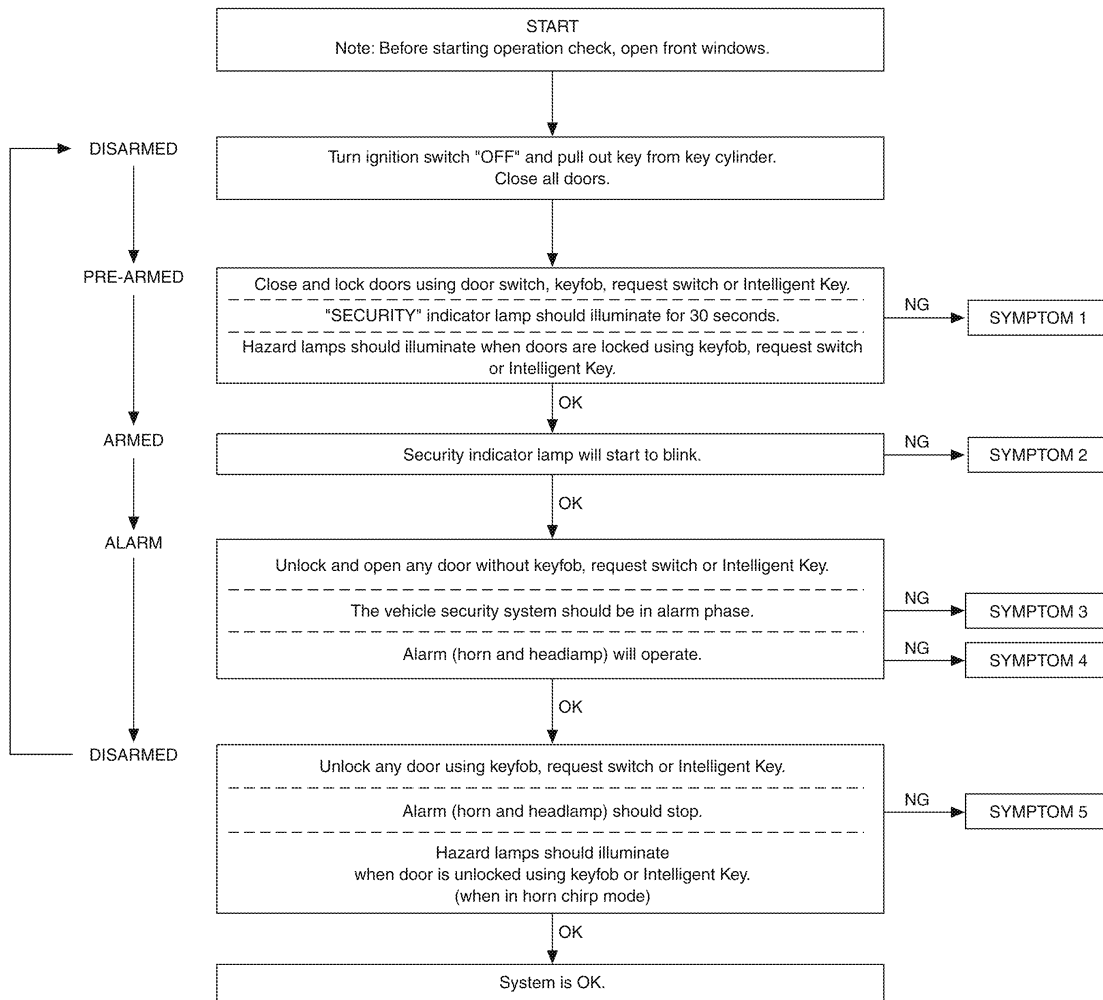 START
Note: Before starting operation check, open front windows.
DISARMED
Turn ignition switch "OFF" and pull out key from key cylinder.
Close all doors.
PRE-ARMED
Close and lock doors using door switch, keyfob, request switch or Intelligent Key.
"SECURITY" indicator lamp should illuminate for 30 seconds.
Hazard lamps should illuminate when doors are locked using keyfob, request switch
or Intelligent Key.
NG
SYMPTOM 1
OK
ARMED
Security indicator lamp will start to blink.
NG
SYMPTOM 2
OK
ALARM
Unlock and open any door without keyfob, request switch or Intelligent Key.
The vehicle security system should be in alarm phase.
NG
SYMPTOM 3
Alarm (horn and headlamp) will operate.
NG
SYMPTOM 4
OK
DISARMED
Unlock any door using keyfob, request switch or Intelligent Key.
Alarm (horn and headlamp) should stop.
NG
SYMPTOM 5
Hazard lamps should illuminate
when door is unlocked using keyfob or Intelligent Key.
(when in horn chirp mode)
OK
System is OK.